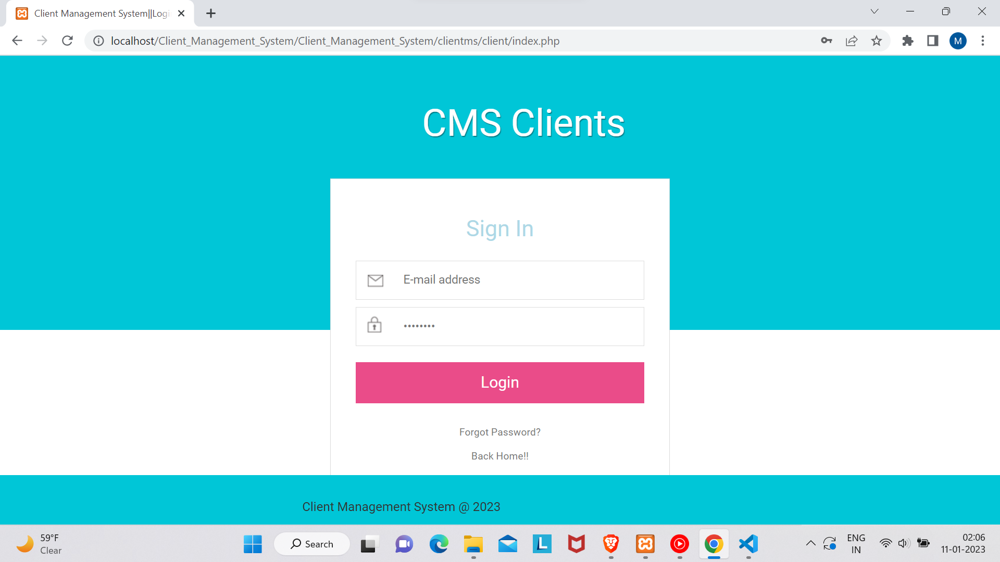 Client Management System||Logi
localhost/Client_Management_System/Client_Management_System/clientms/client/index.php
M
CMS Clients
Sign In
E-mail address
••••••••
Login
Forgot Password?
Back Home!!
Client Management System @ 2023
59°F
Clear
Search
L
ENG
IN
02:06
11-01-2023